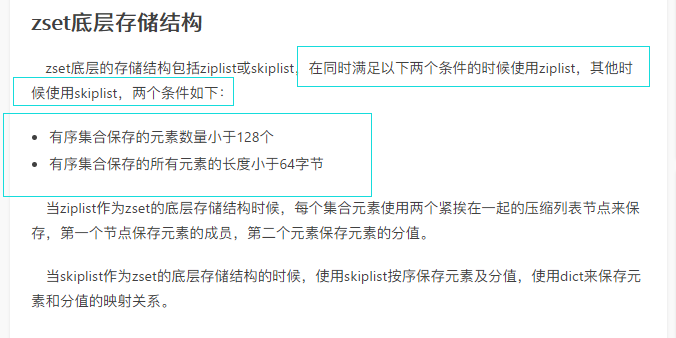 zset底层存储结构
zset底层的存储结构包括ziplist或skiplist，在同时满足以下两个条件的时候使用ziplist，其他时
候使用skiplist，两个条件如下：
有序集合保存的元素数量小于128个
有序集合保存的所有元素的长度小于64字节
当ziplist作为zset的底层存储结构时候，每个集合元素使用两个紧挨在一起的压缩列表节点来保
存，第一个节点保存元素的成员，第二个元素保存元素的分值。
当skiplist作为zset的底层存储结构的时候，使用skiplist按序保存元素及分值，使用dict来保存元
素和分值的映射关系。